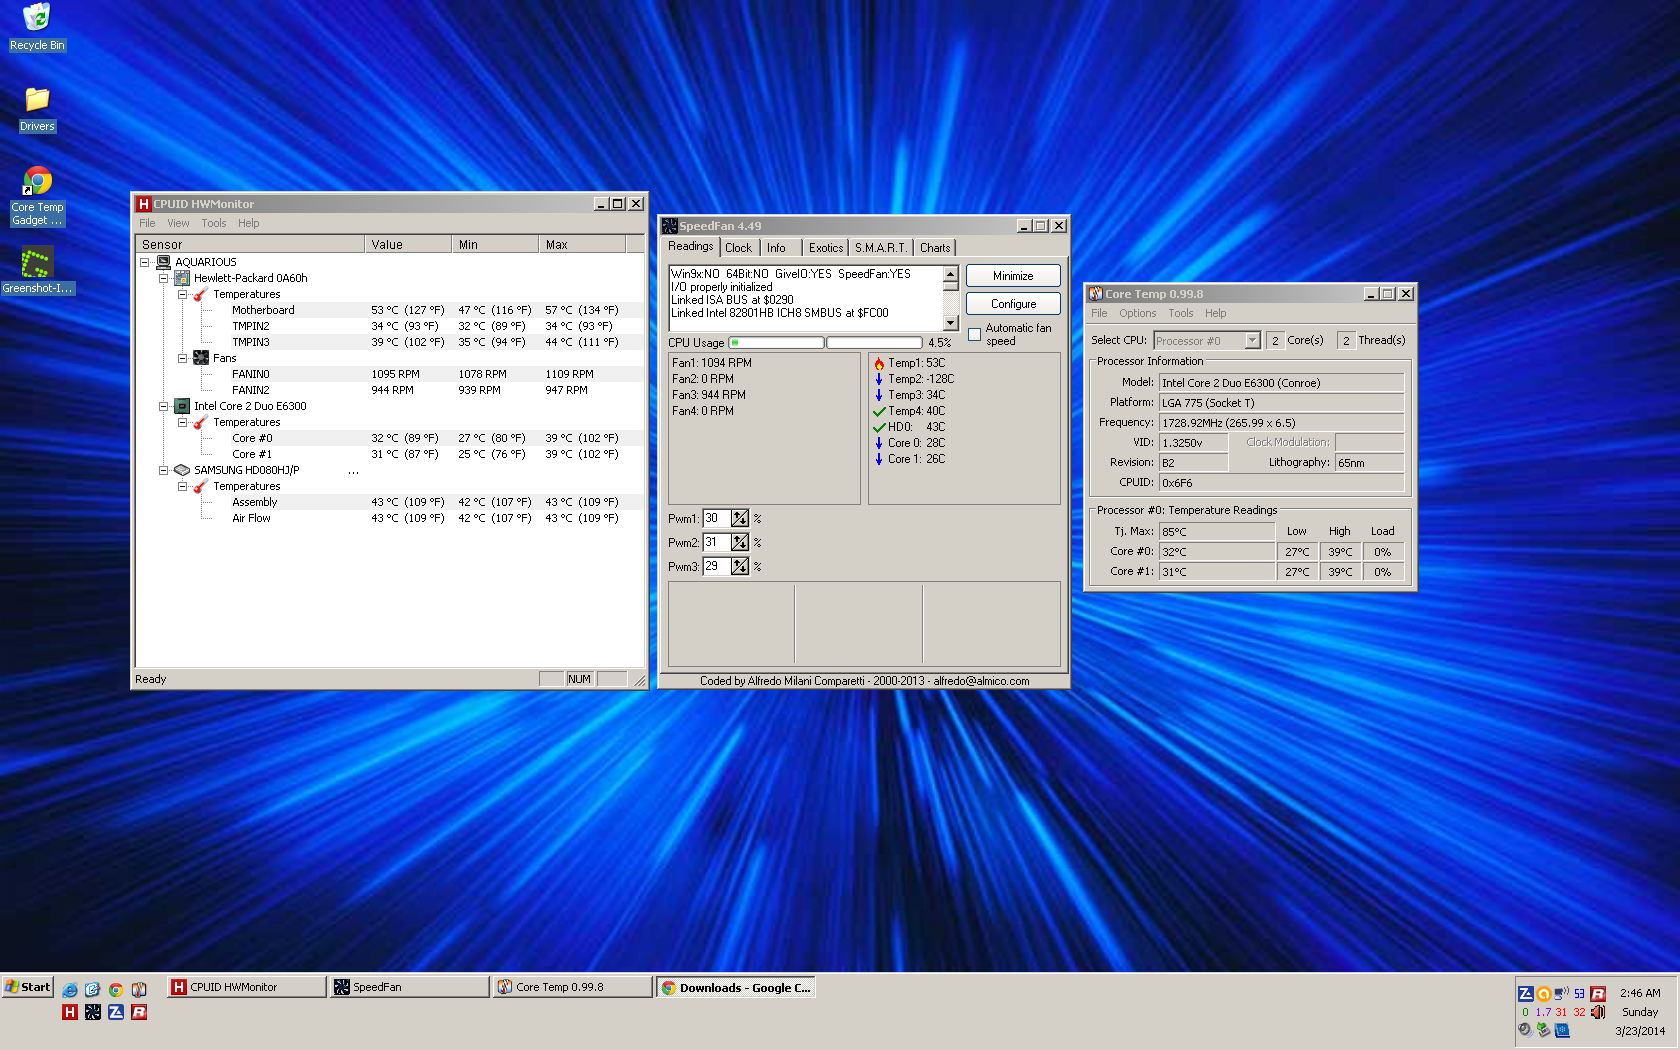 Recycle Bin
Drivers
Core Temp
Gadget ...
Greenshot-I...
CPUID HWMonitor
File View Tools Help
Sensor Value Min Max
AQUARIOUS
Hewlett-Packard 0A60h
Temperatures
Motherboard 53 °C (127 °F) 47 °C (116 °F) 57 °C (134 °F)
TMPIN2 34 °C (93 °F) 32 °C (89 °F) 34 °C (93 °F)
TMPIN3 39 °C (102 °F) 35 °C (94 °F) 44 °C (111 °F)
Fans
FANIN0 1095 RPM 1078 RPM 1109 RPM
FANIN2 944 RPM 939 RPM 947 RPM
Intel Core 2 Duo E6300
Temperatures
Core #0 32 °C (89 °F) 27 °C (80 °F) 39 °C (102 °F)
Core #1 31 °C (87 °F) 25 °C (76 °F) 39 °C (102 °F)
SAMSUNG HD080HJ/P ...
Temperatures
Assembly 43 °C (109 °F) 42 °C (107 °F) 43 °C (109 °F)
Air Flow 43 °C (109 °F) 42 °C (107 °F) 43 °C (109 °F)
Ready NUM
SpeedFan 4.49
Readings Clock Info Exotics S.M.A.R.T. Charts
Win9x:NO 64Bit:NO GiveIO:YES SpeedFan:YES
I/O properly initialized
Linked ISA BUS at $0290
Linked Intel 82801HB ICH8 SMBUS at $FC00
Minimize
Configure
Automatic fan
speed
CPU Usage 4.5%
Fan1: 1094 RPM
Fan2: 0 RPM
Fan3: 944 RPM
Fan4: 0 RPM
Temp1: 53C
Temp2: -128C
Temp3: 34C
Temp4: 40C
HD0: 43C
Core 0: 28C
Core 1: 26C
Pwm1: 30 %
Pwm2: 31 %
Pwm3: 29 %
Coded by Alfredo Milani Comparetti - 2000-2013 - alfredo@almico.com
Core Temp 0.99.8
File Options Tools Help
Select CPU: Processor #0 2 Core(s) 2 Thread(s)
Processor Information
Model: Intel Core 2 Duo E6300 (Conroe)
Platform: LGA 775 (Socket T)
Frequency: 1728.92MHz (265.99 x 6.5)
VID: 1.3250v Clock Modulation:
Revision: B2 Lithography: 65nm
CPUID: 0x6F6
Processor #0: Temperature Readings
Tj. Max: 85°C Low High Load
Core #0: 32°C 27°C 39°C 0%
Core #1: 31°C 27°C 39°C 0%
Start
CPUID HWMonitor
SpeedFan
Core Temp 0.99.8
Downloads - Google C...
53 2:46 AM
0 1.7 31 32 Sunday
3/23/2014